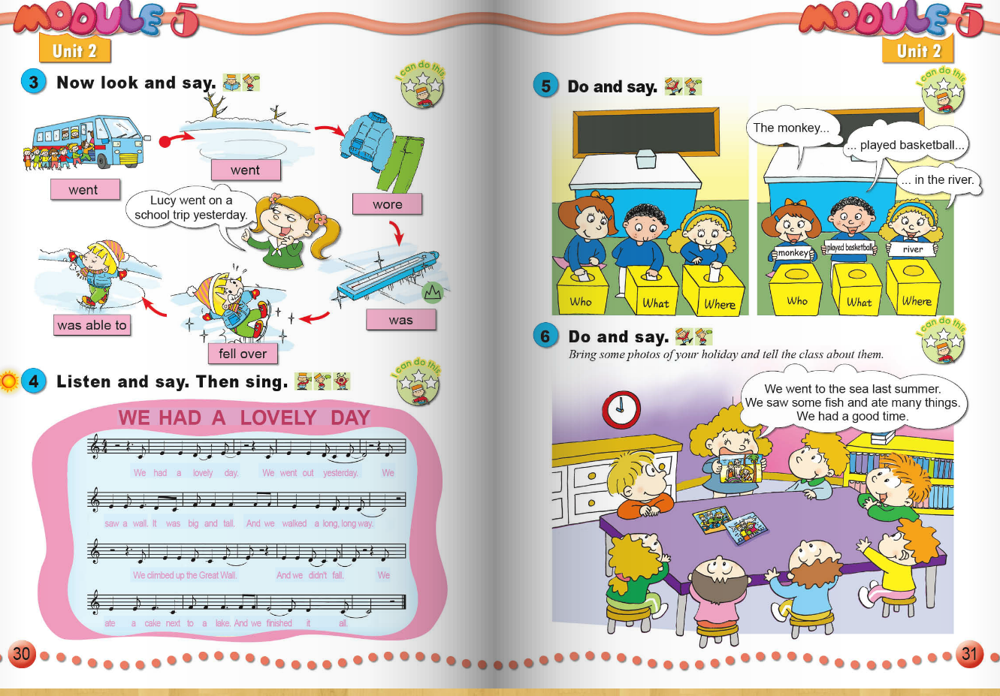 MODULE 5
Unit 2
3 Now look and say.
I can do this.
went
went
wore
Lucy went on a
school trip yesterday.
was
fell over
was able to
4 Listen and say. Then sing.
I can do this.
WE HAD A LOVELY DAY
We had a lovely day. We went out yesterday. We
saw a wall. It was big and tall. And we walked a long, long way.
We climbed up the Great Wall. And we didn't fall. We
ate a cake next to a lake. And we finished it all.
30
MODULE 5
Unit 2
5 Do and say.
I can do this.
The monkey...
... played basketball...
... in the river.
Who
What
Where
monkey
played basketball
river
Who
What
Where
6 Do and say.
I can do this.
Bring some photos of your holiday and tell the class about them.
We went to the sea last summer.
We saw some fish and ate many things.
We had a good time.
31